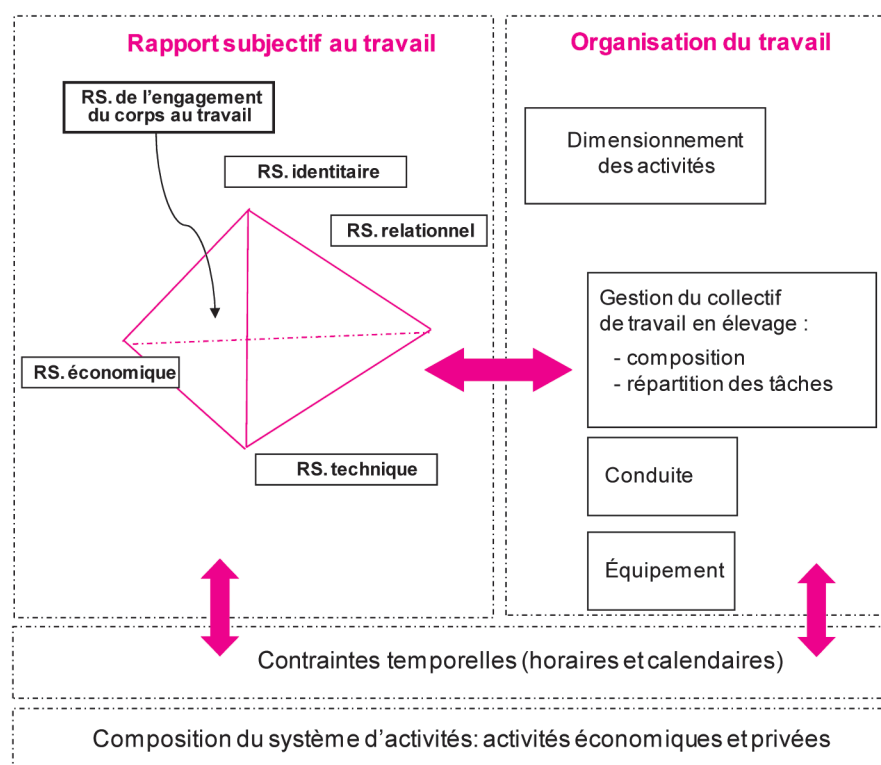 Rapport subjectif au travail
RS. de l'engagement
du corps au travail
RS. identitaire
RS. relationnel
RS. économique
RS. technique
Organisation du travail
Dimensionnement
des activités
Gestion du collectif
de travail en élevage :
- composition
- répartition des tâches
Conduite
Équipement
Contraintes temporelles (horaires et calendaires)
Composition du système d'activités: activités économiques et privées